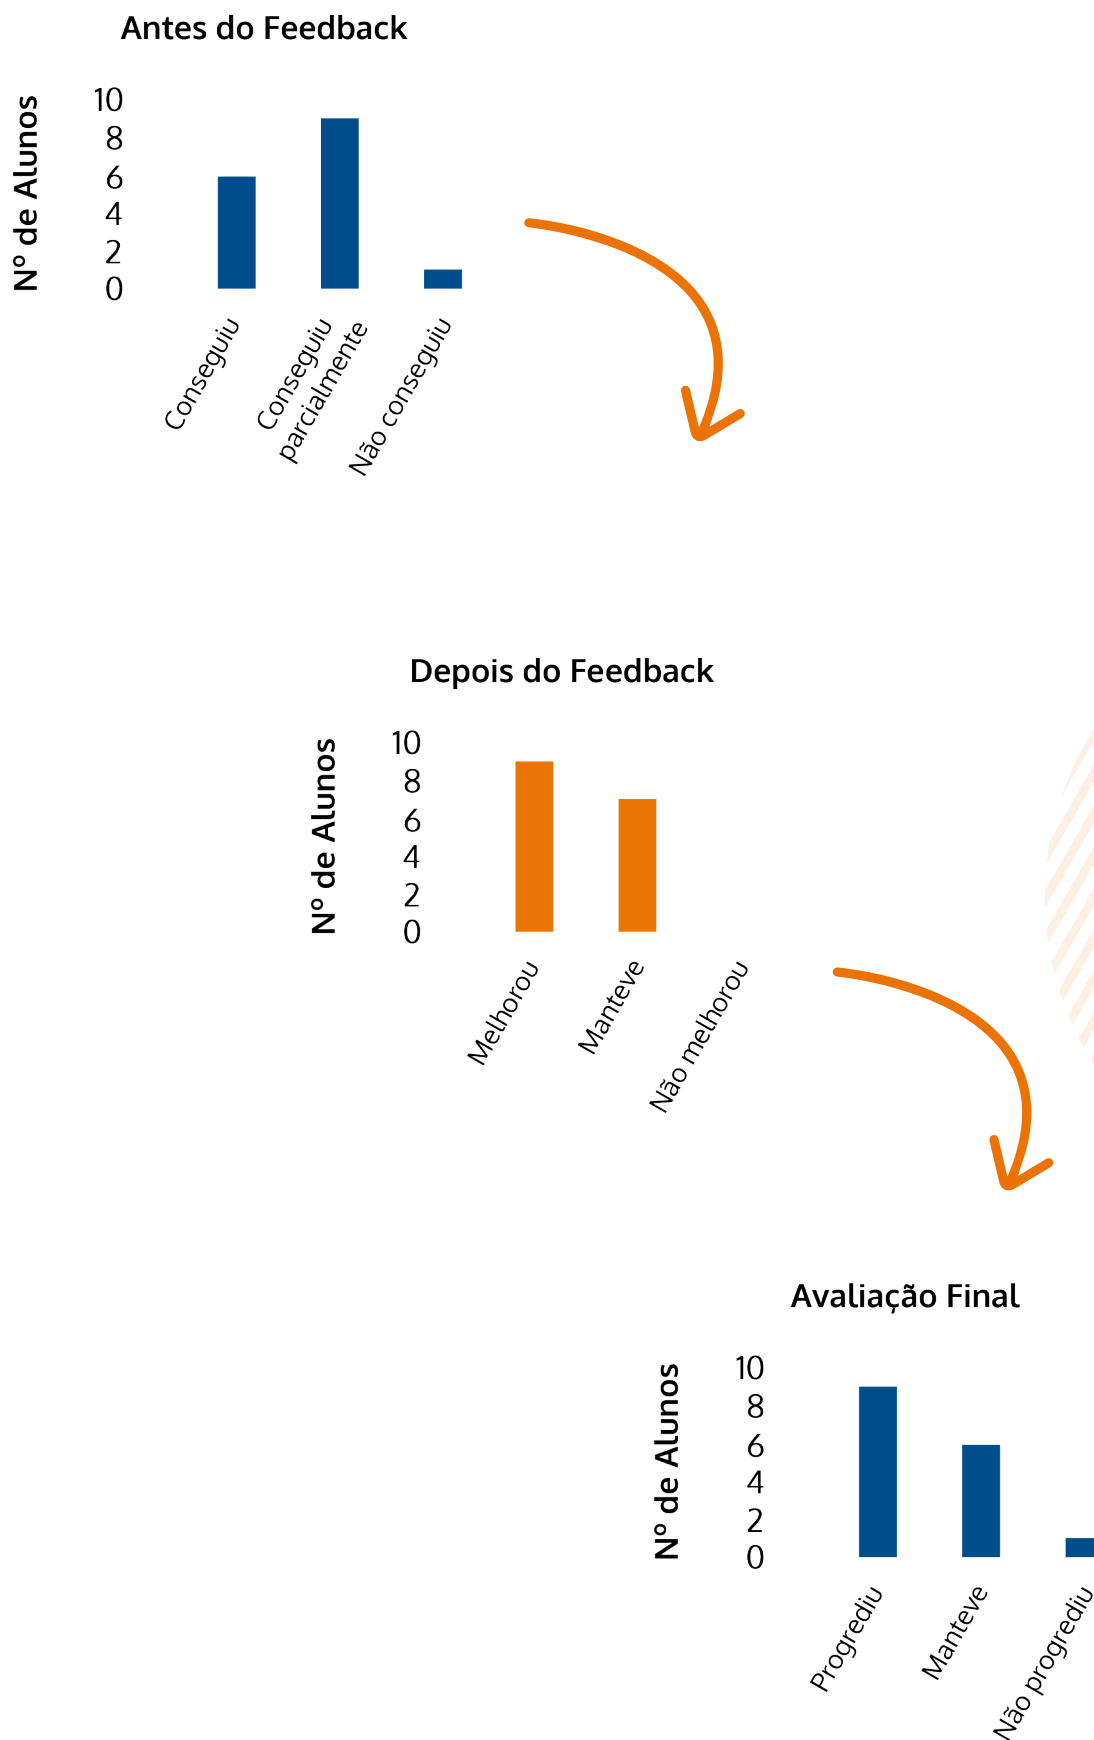 Antes do Feedback
Nº de Alunos
10
8
6
4
2
0
Conseguiu
Conseguiu
parcialmente
Não conseguiu
Depois do Feedback
Nº de Alunos
10
8
6
4
2
0
Melhorou
Manteve
Não melhorou
Avaliação Final
Nº de Alunos
10
8
6
4
2
0
Progrediu
Manteve
Não progrediu